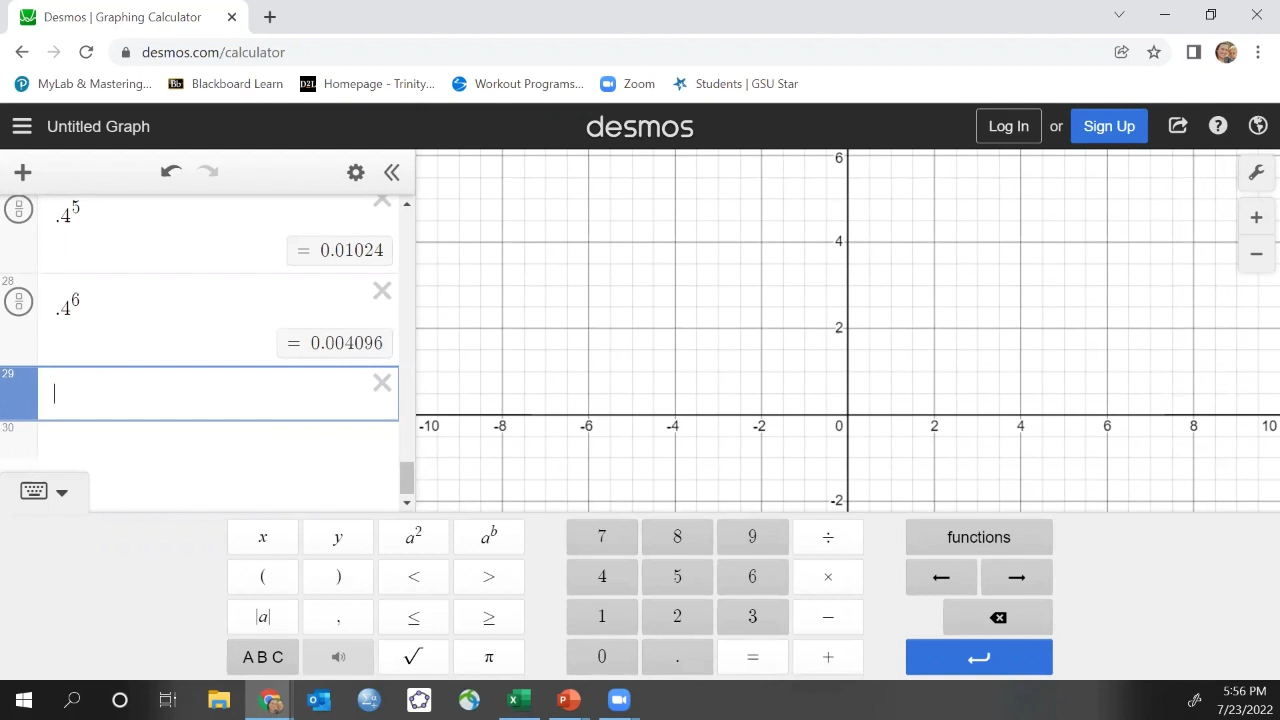 Desmos | Graphing Calculator
desmos.com/calculator
MyLab & Mastering... Bb Blackboard Learn D2L Homepage - Trinity... Workout Programs... Zoom Students | GSU Star
Untitled Graph desmos Log In or Sign Up
.4^5
= 0.01024
28
.4^6
= 0.004096
29
30
6
4
2
-10 -8 -6 -4 -2 0 2 4 6 8 10
-2
x y a^2 a^b 7 8 9 ÷ functions
( ) < > 4 5 6 × ← →
|a| , ≤ ≥ 1 2 3 −
A B C √ π 0 . = +
5:56 PM
7/23/2022